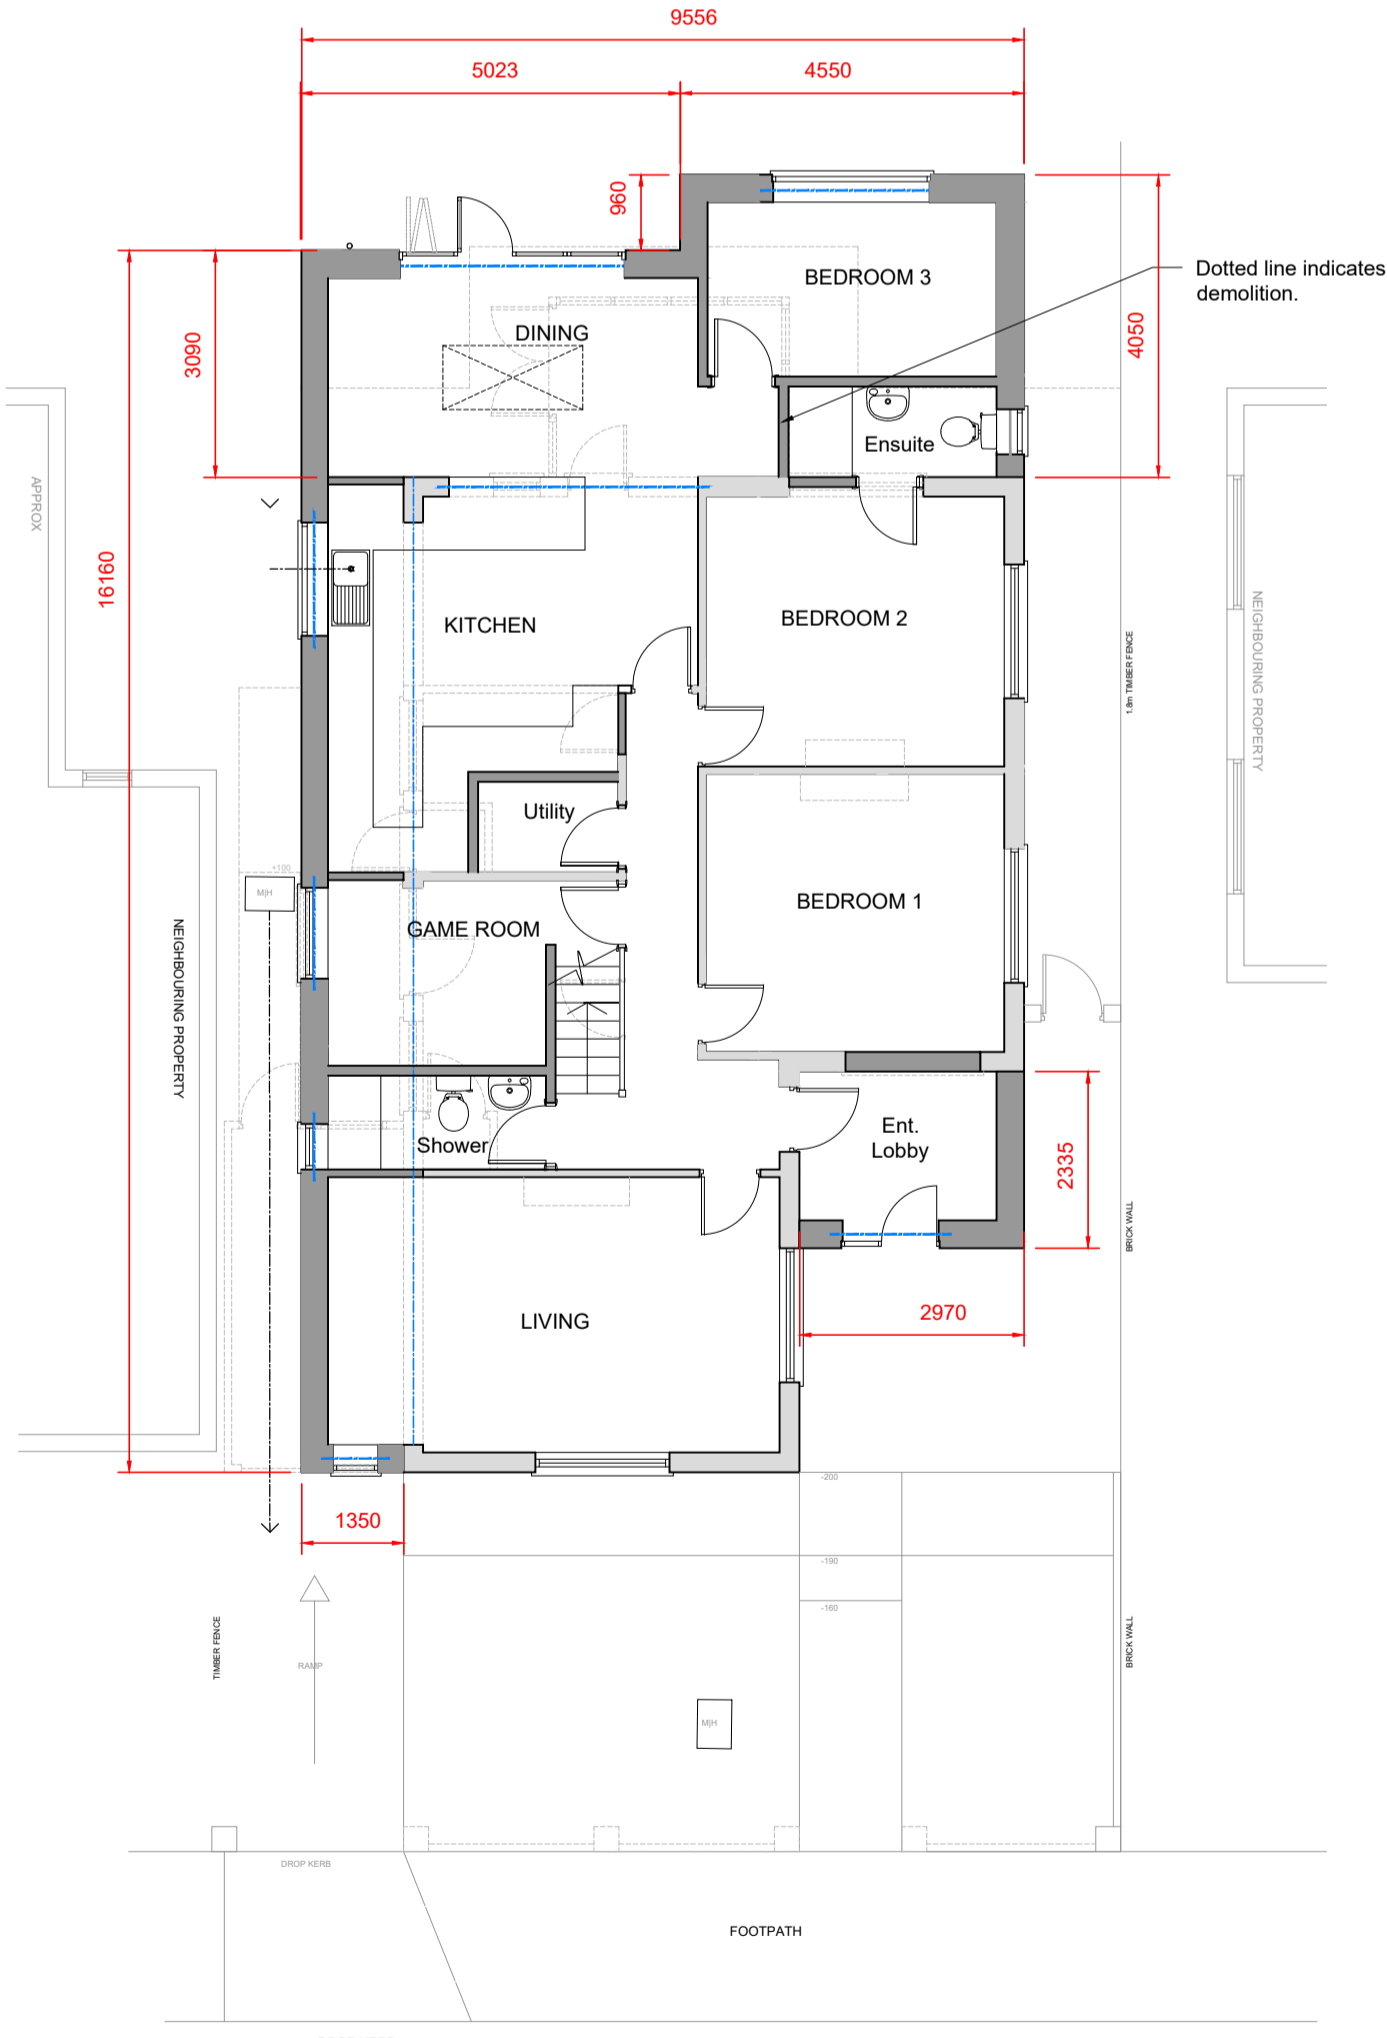 9556
5023
4550
960
BEDROOM 3
Dotted line indicates
demolition.
DINING
3090
4050
Ensuite
APPROX
16160
KITCHEN
BEDROOM 2
1.8m TIMBER FENCE
NEIGHBOURING PROPERTY
Utility
+100
M|H
BEDROOM 1
GAME ROOM
NEIGHBOURING PROPERTY
Ent.
Lobby
Shower
2335
BRICK WALL
2970
LIVING
-200
1350
-190
-160
TIMBER FENCE
BRICK WALL
RAMP
M|H
DROP KERB
FOOTPATH